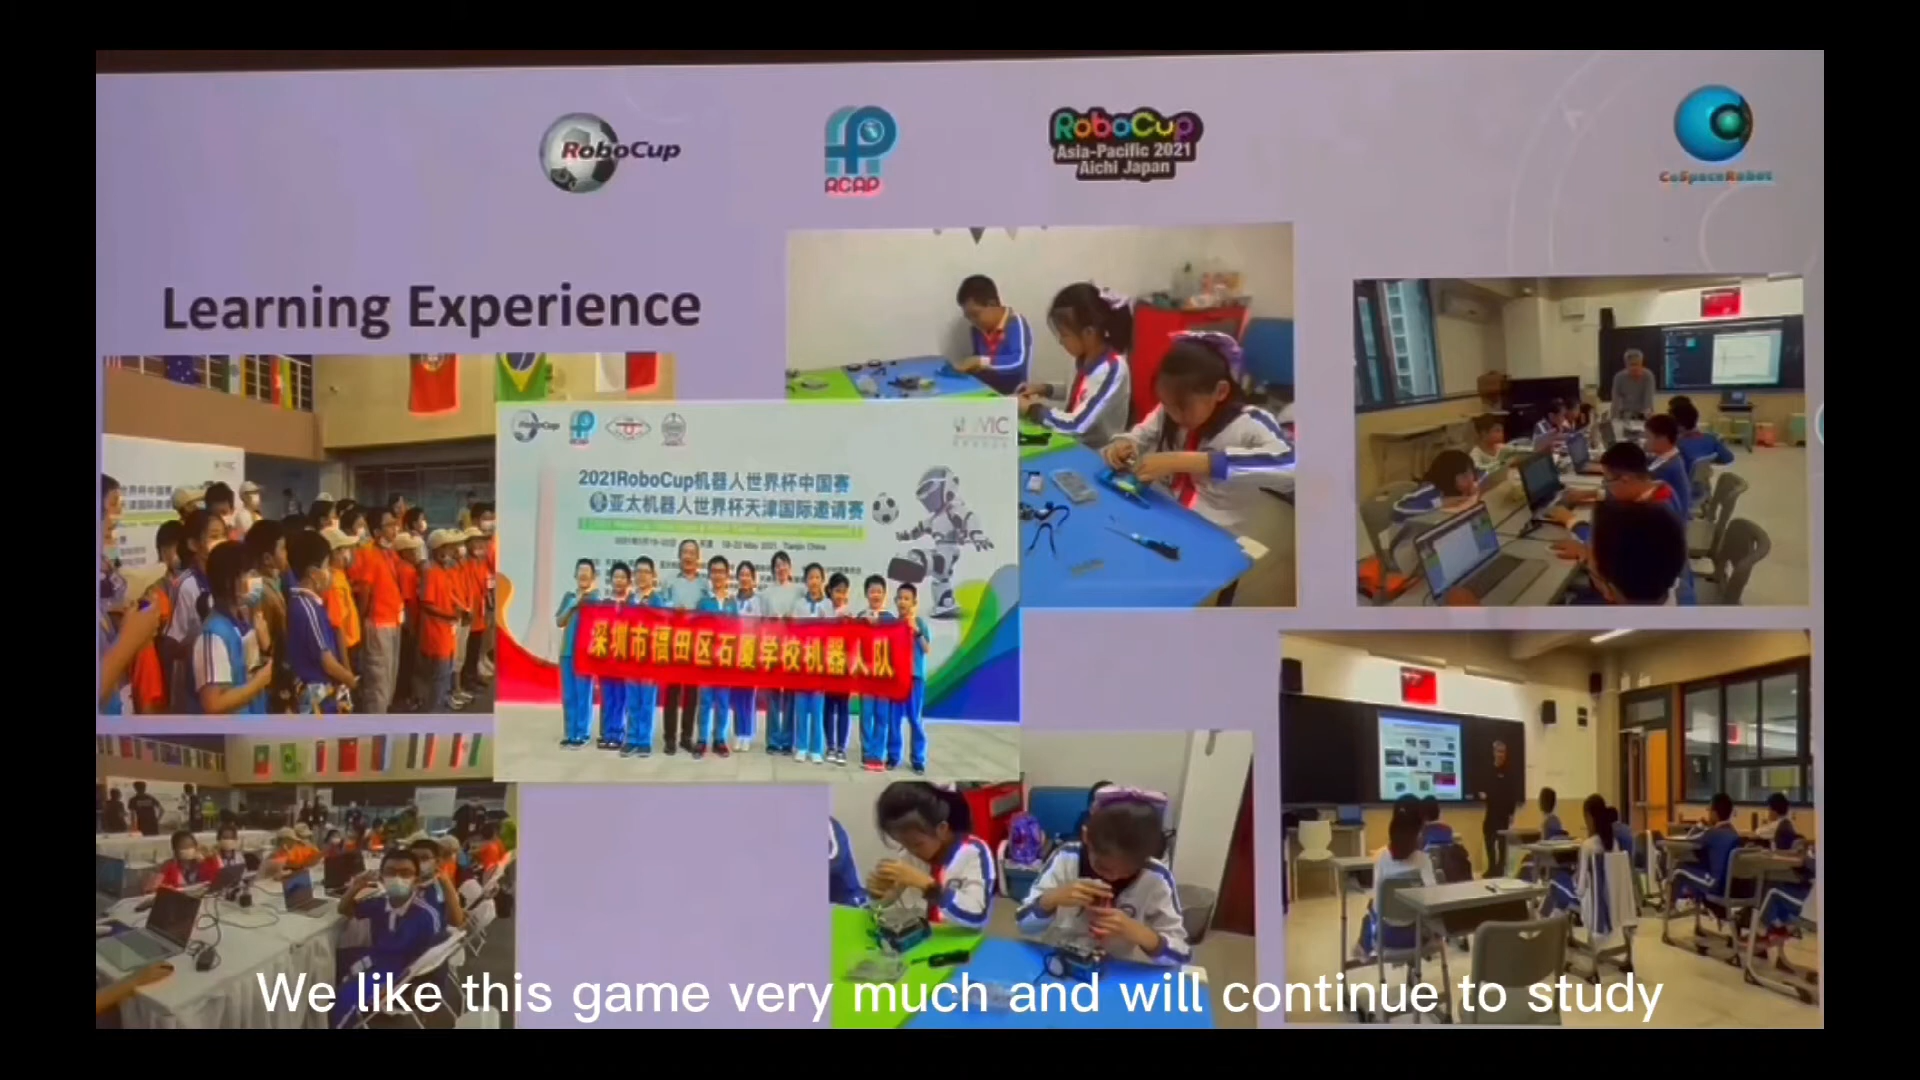 RoboCup
RCAP
RoboCup
Asia-Pacific 2021
Aichi Japan
CoSpaceRobot
Learning Experience
RoboCup
RCAP
2021RoboCup机器人世界杯中国赛
亚太机器人世界杯天津国际邀请赛
深圳市福田区石厦学校机器人队
We like this game very much and will continue to study